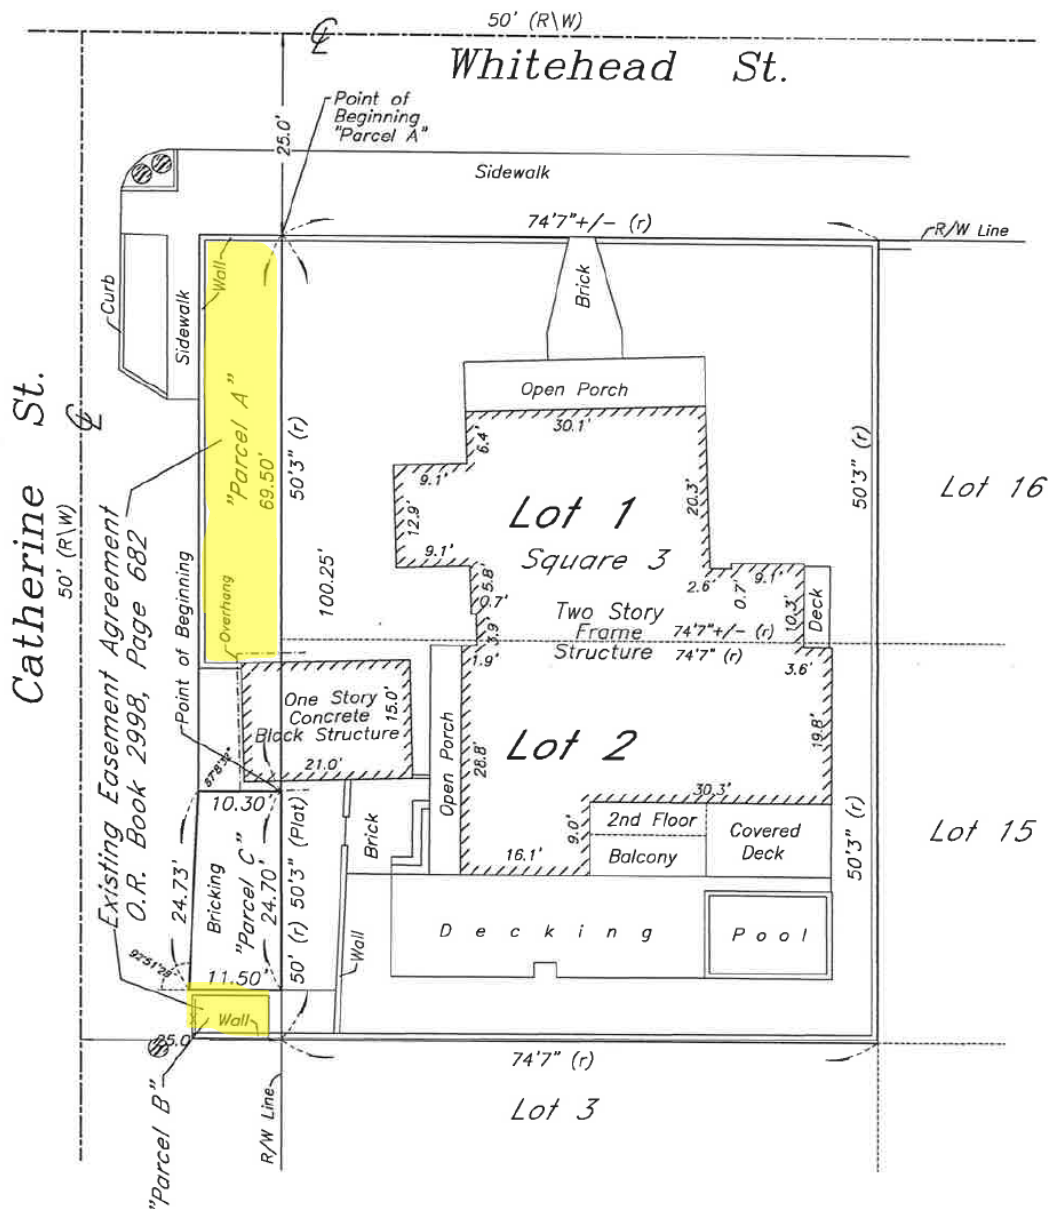 50' (R\W)
Whitehead St.
℄
Point of
Beginning
"Parcel A"
25.0'
Sidewalk
74'7"+/- (r)
R/W Line
Curb
Sidewalk
Wall
Brick
Open Porch
30.1'
6.4'
9.1'
12.9'
9.1'
20.3'
Lot 1
Square 3
5.8'
0.7'
3.9'
1.9'
2.6'
0.7'
9.1'
10.3'
Deck
Two Story
Frame
Structure
74'7"+/- (r)
74'7" (r)
3.6'
50'3" (r)
Lot 16
Catherine St.
50' (R\W)
℄
"Parcel A"
69.50'
50'3" (r)
100.25'
Overhang
Existing Easement Agreement
O.R. Book 2998, Page 682
Point of Beginning
One Story
Concrete
Block Structure
15.0'
21.0'
Open Porch
28.8'
Lot 2
19.8'
30.3'
9.0'
16.1'
2nd Floor
Balcony
Covered
Deck
50'3" (r)
Lot 15
10.30'
24.73'
Bricking
"Parcel C"
24.70'
50'3" (Plat)
50' (r)
Brick
Wall
Decking
Pool
92°51'28"
11.50'
Wall
25.0'
"Parcel B"
R/W Line
74'7" (r)
Lot 3